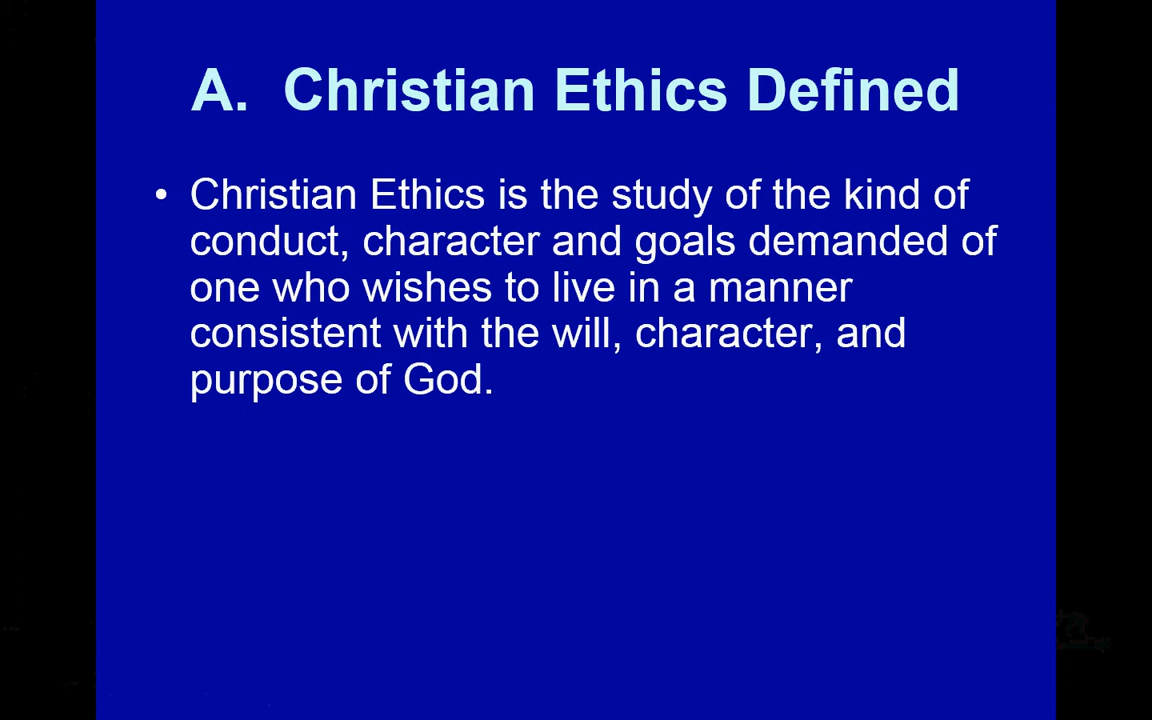 A. Christian Ethics Defined
• Christian Ethics is the study of the kind of
conduct, character and goals demanded of
one who wishes to live in a manner
consistent with the will, character, and
purpose of God.